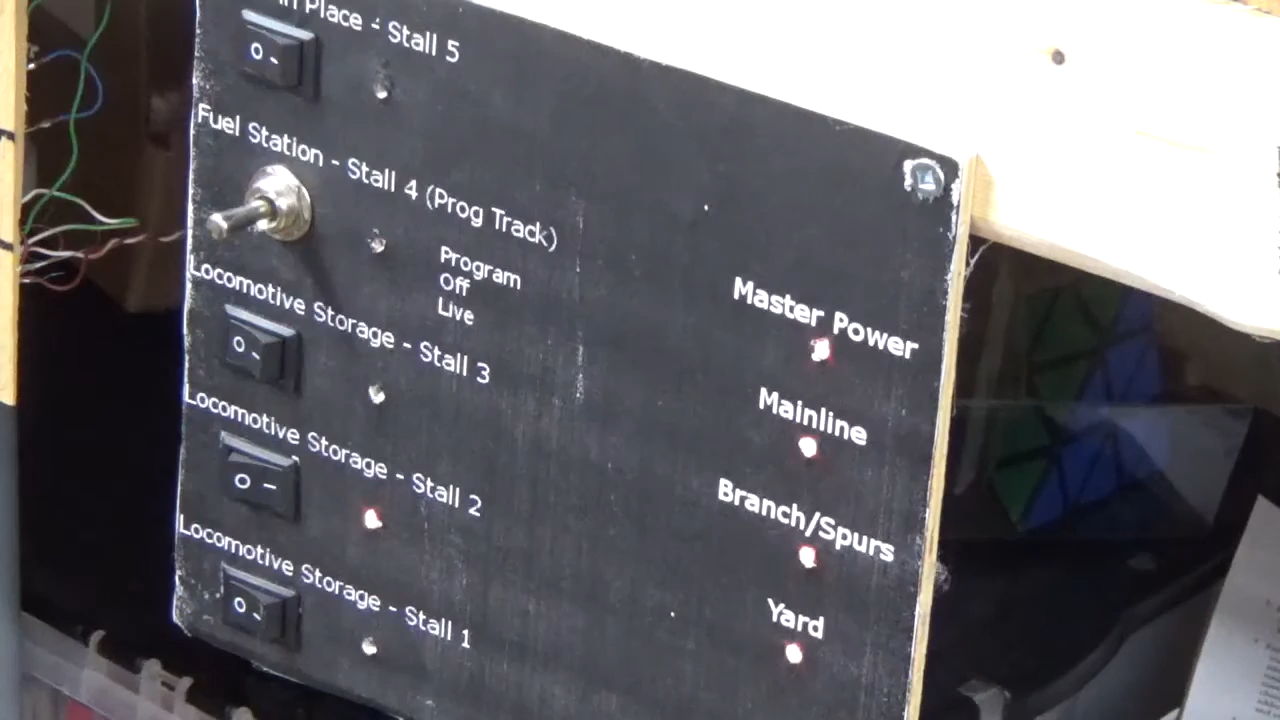 Place - Stall 5
Fuel Station - Stall 4 (Prog Track)
Program
Off
Live
Locomotive Storage - Stall 3
Locomotive Storage - Stall 2
Locomotive Storage - Stall 1
Master Power
Mainline
Branch/Spurs
Yard